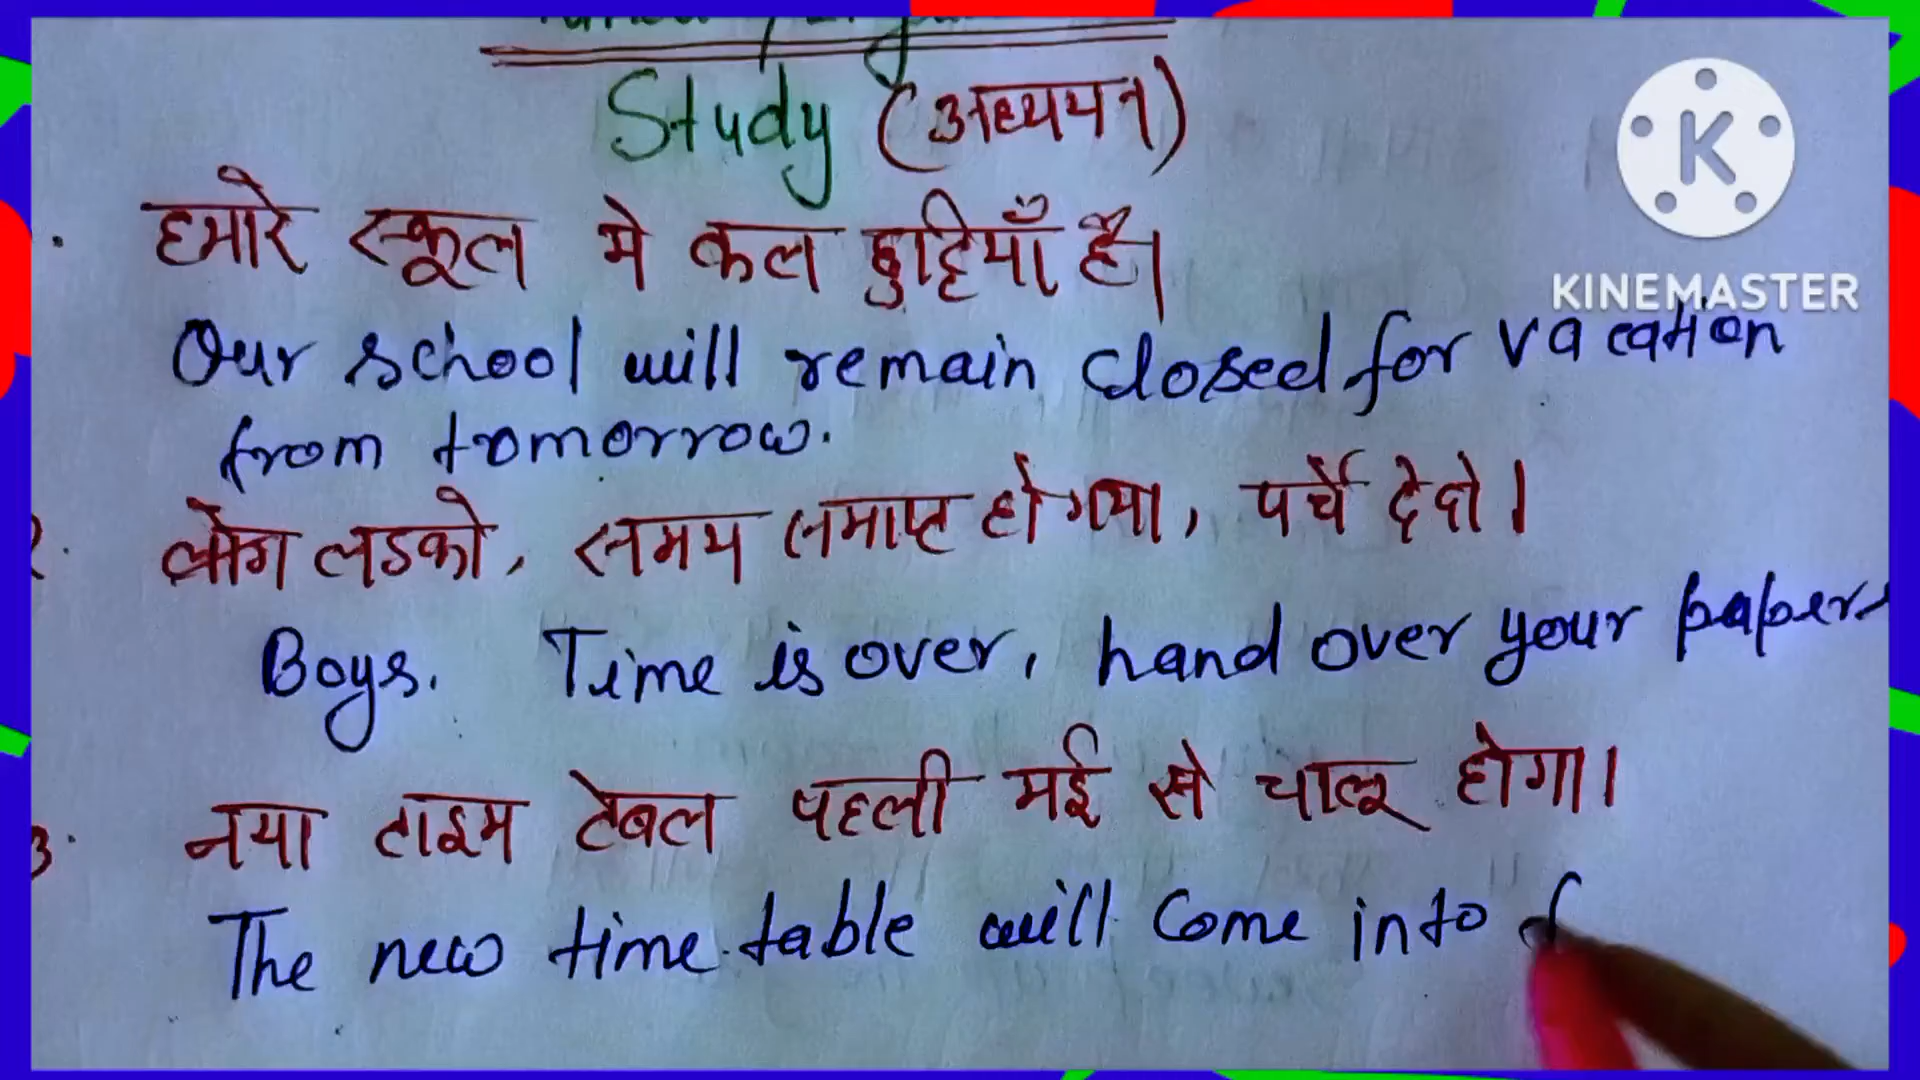 Study (अध्ययन)
हमारे स्कूल मे कल छुट्टियाँ है।
KINEMASTER
Our school will remain closed for vacation
from tomorrow.
लोग लडको, समय समाप्त हो गया, पर्चे दे दो।
Boys. Time is over, hand over your papers
3. नया टाइम टेबल पहली मई से चालू होगा।
The new time table will come into